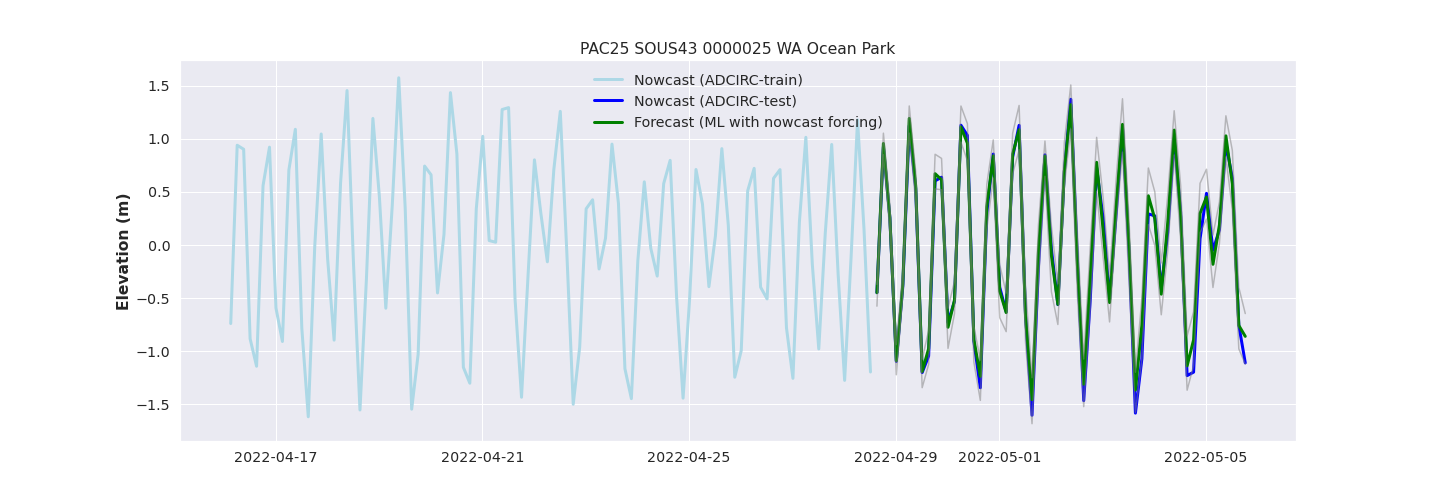 PAC25 SOUS43 0000025 WA Ocean Park
Nowcast (ADCIRC-train)
Nowcast (ADCIRC-test)
Forecast (ML with nowcast forcing)
Elevation (m)
1.5
1.0
0.5
0.0
−0.5
−1.0
−1.5
2022-04-17 2022-04-21 2022-04-25 2022-04-29 2022-05-01 2022-05-05